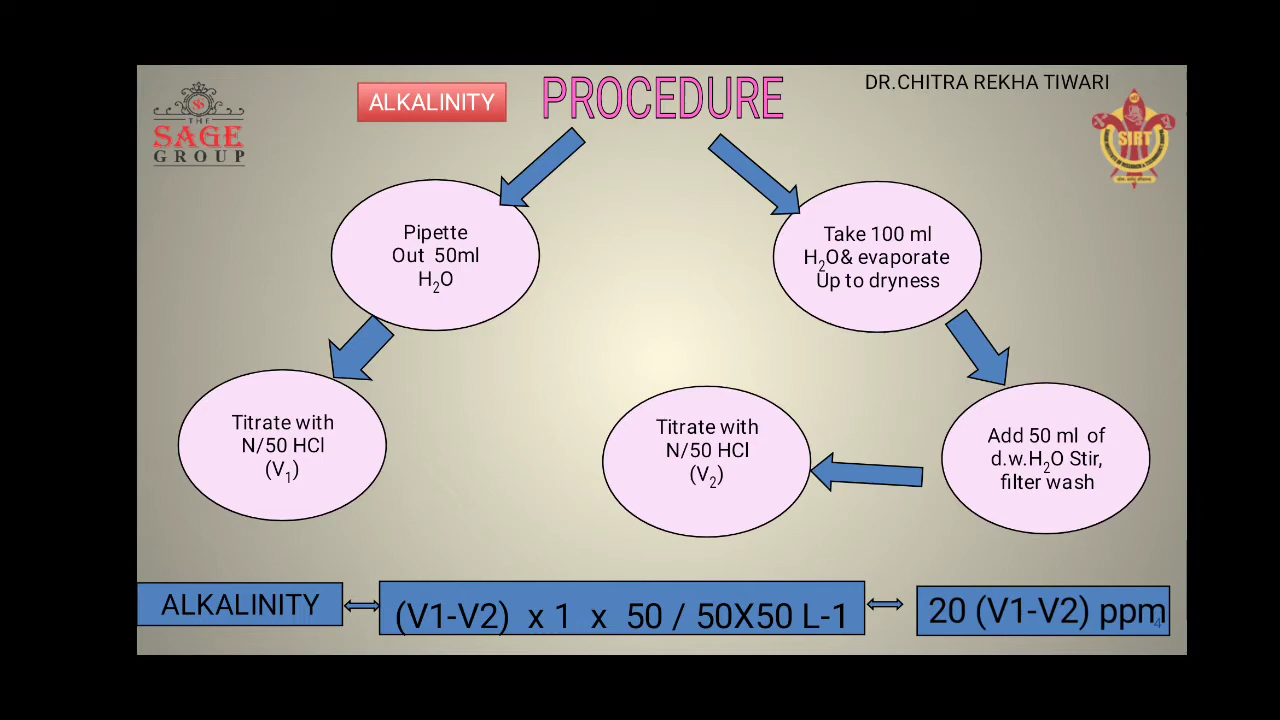 ALKALINITY
PROCEDURE
DR.CHITRA REKHA TIWARI
THE
SAGE
GROUP
SIRT
Pipette
Out 50ml
H₂O
Take 100 ml
H₂O& evaporate
Up to dryness
Titrate with
N/50 HCl
(V₁)
Titrate with
N/50 HCl
(V₂)
Add 50 ml of
d.w.H₂O Stir,
filter wash
ALKALINITY
(V1-V2) x 1 x 50 / 50X50 L-1
20 (V1-V2) ppm
4